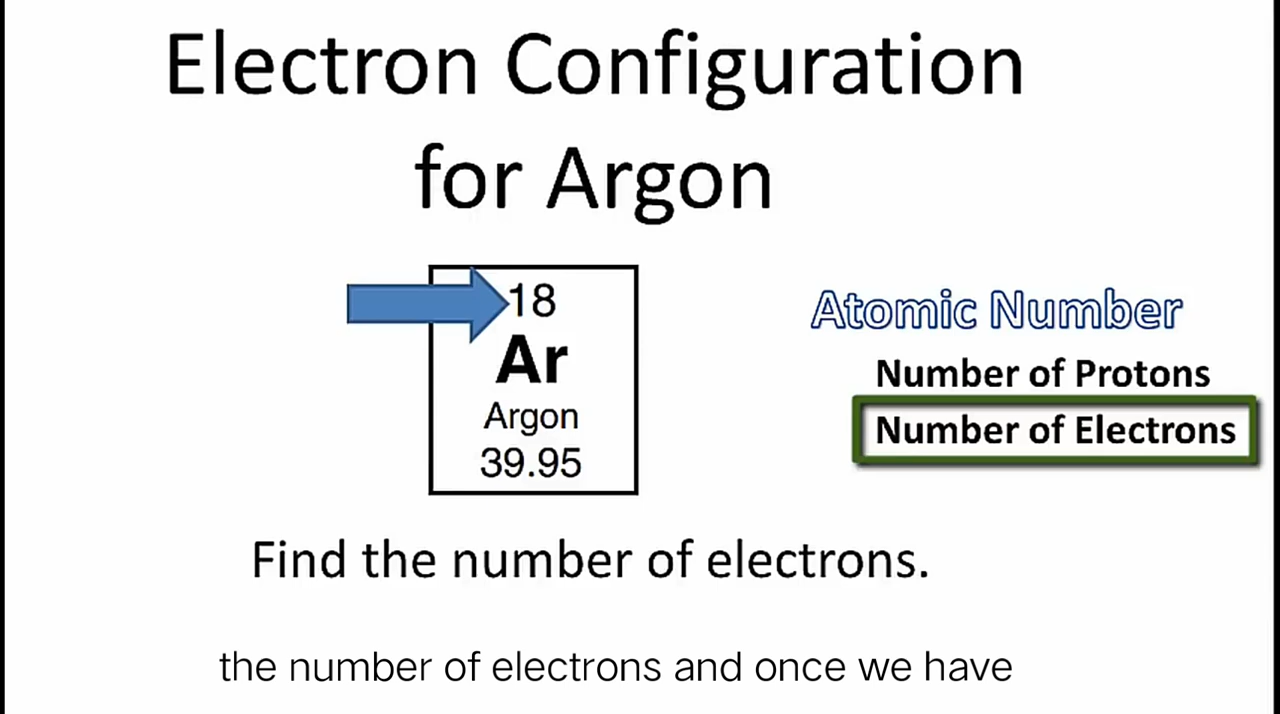 Electron Configuration
for Argon
18
Ar
Argon
39.95
Atomic Number
Number of Protons
Number of Electrons
Find the number of electrons.
the number of electrons and once we have